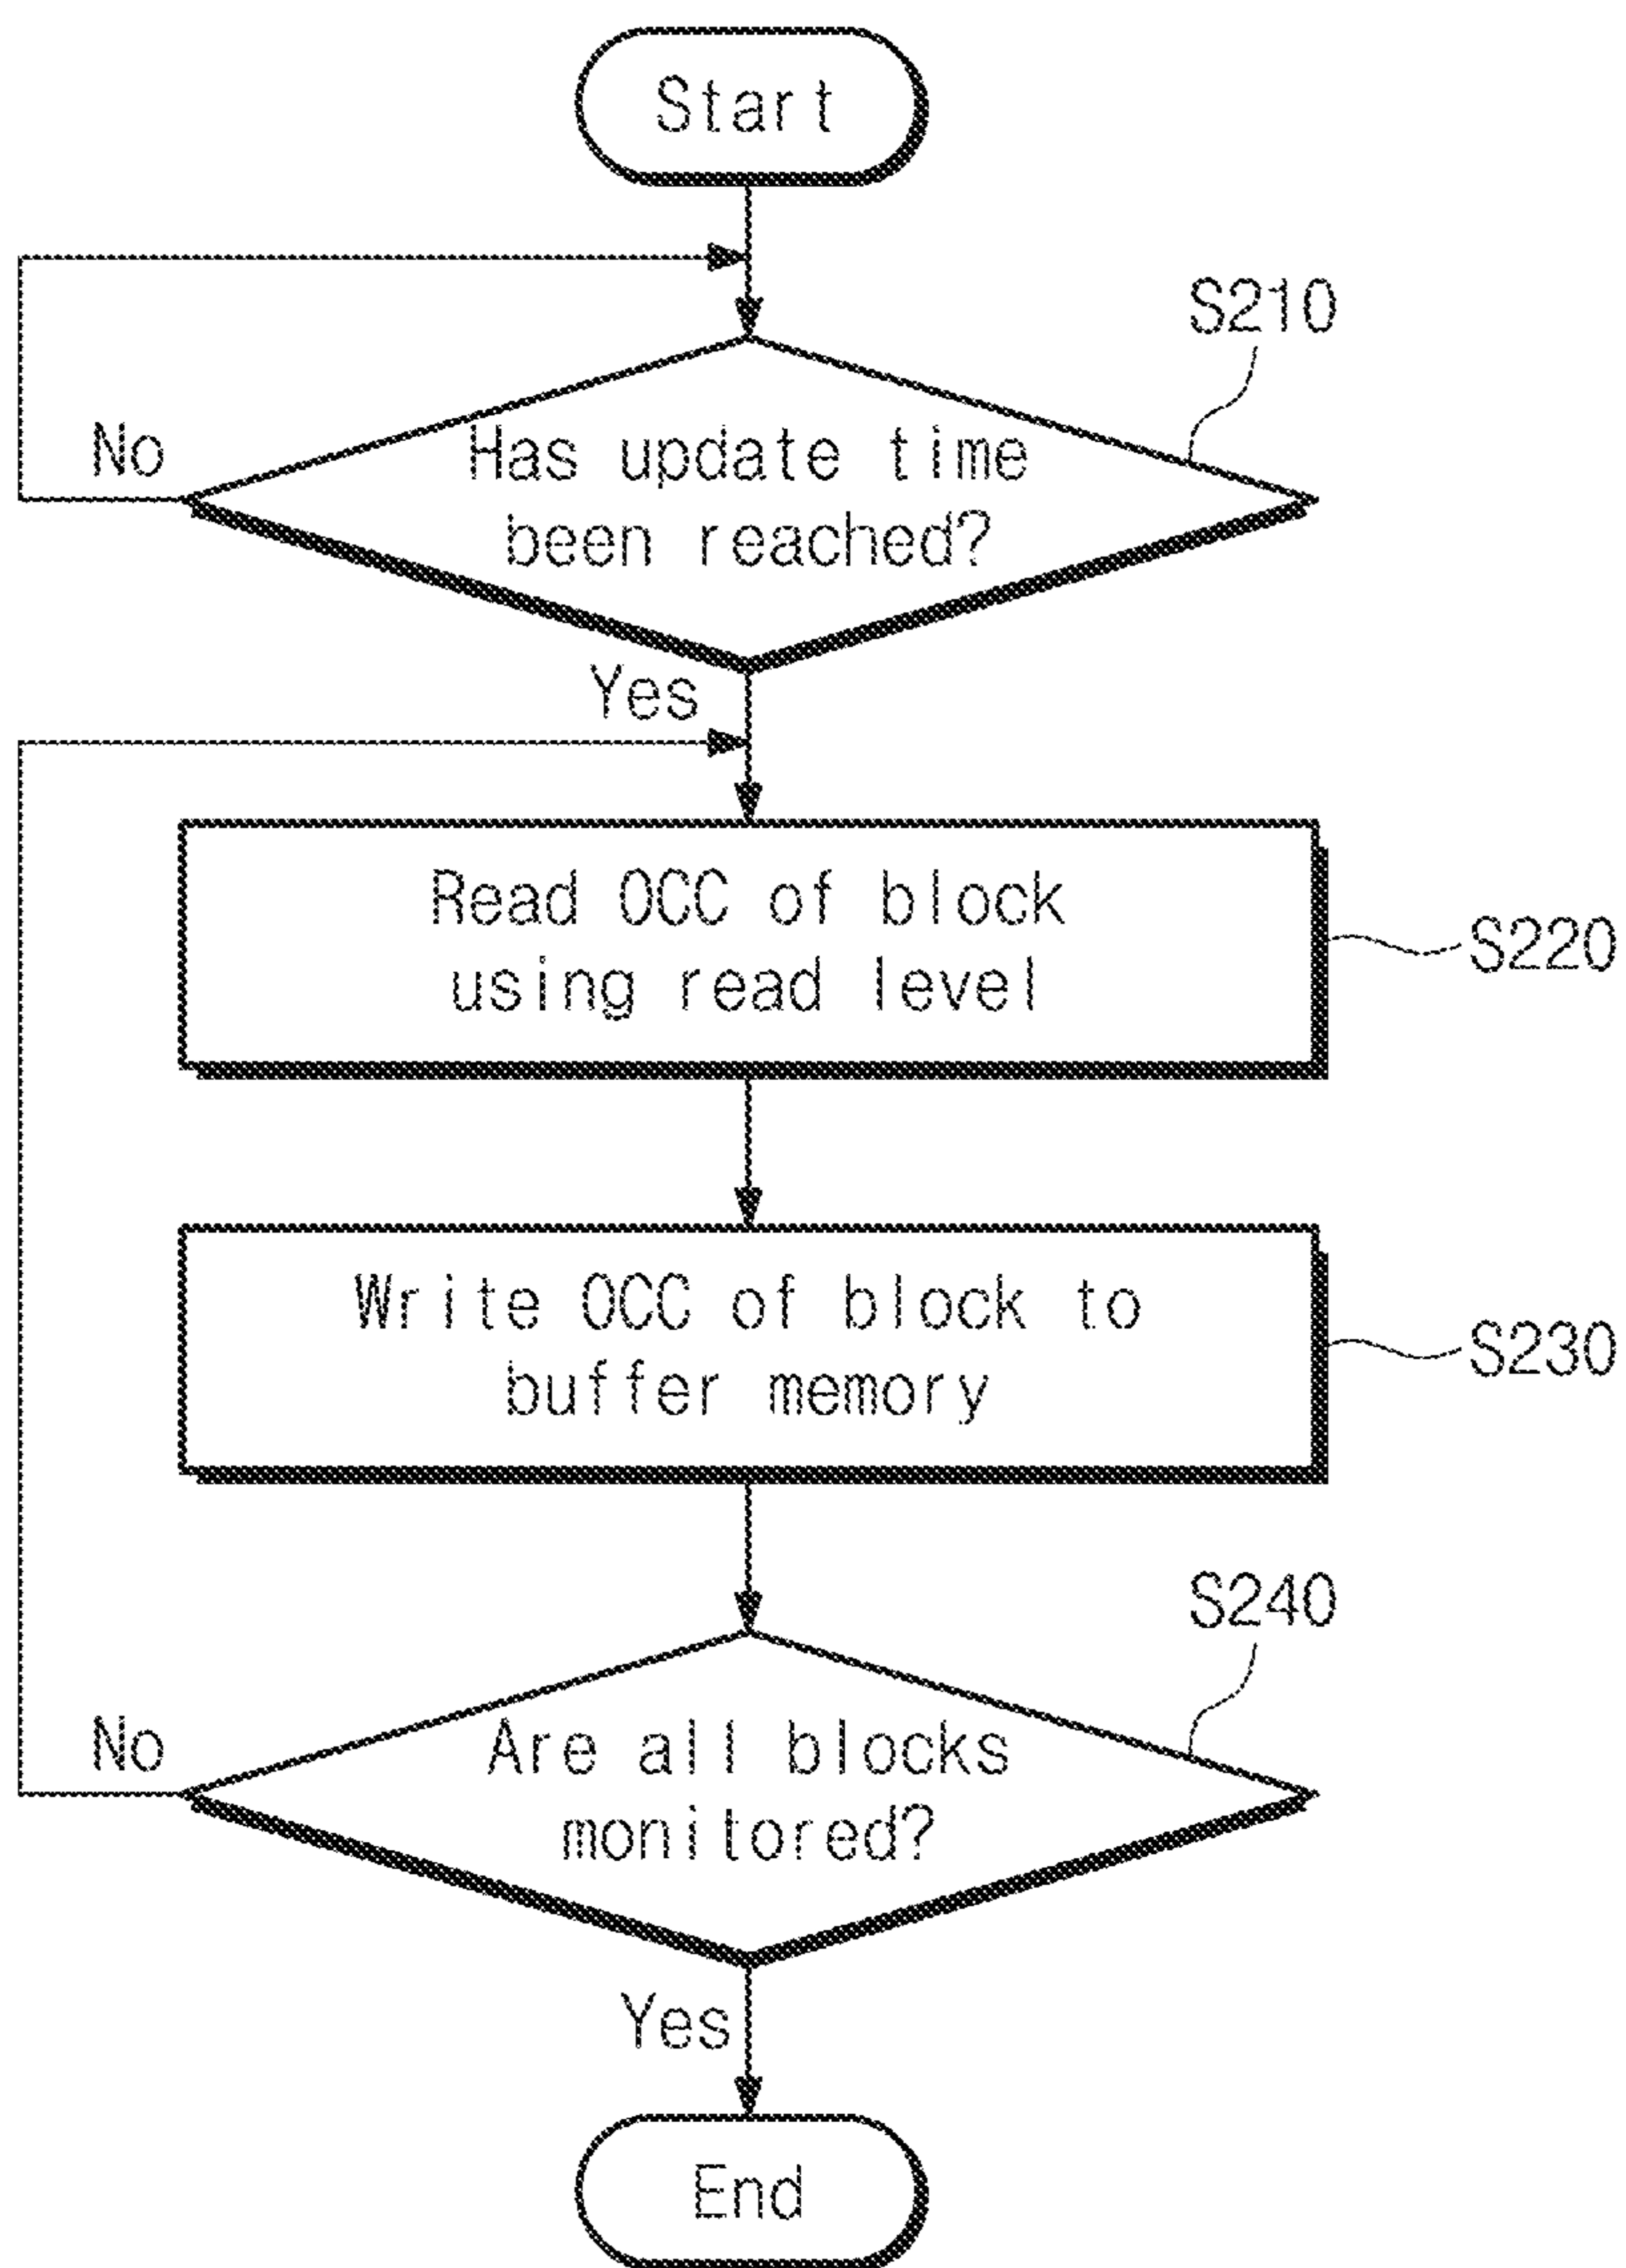 Start
S210
No
Has update time
been reached?
Yes
Read OCC of block
using read level
S220
Write OCC of block to
buffer memory
S230
S240
No
Are all blocks
monitored?
Yes
End